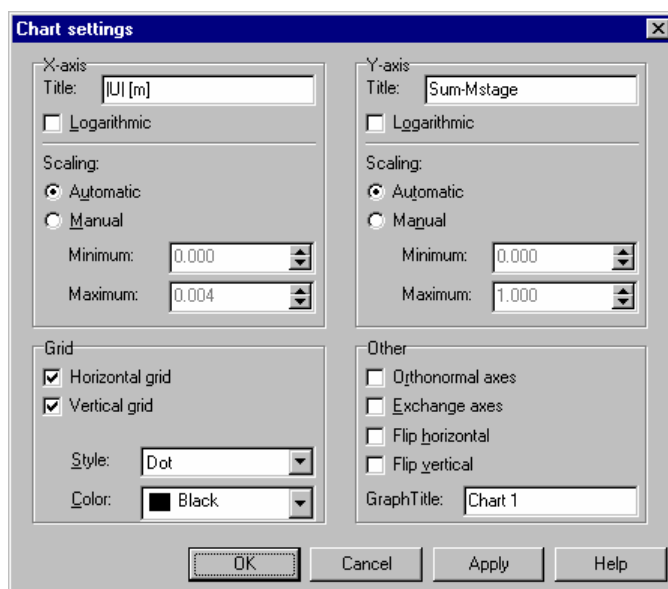 Chart settings
X-axis
Title: |U| [m]
Logarithmic
Scaling:
Automatic
Manual
Minimum: 0.000
Maximum: 0.004
Y-axis
Title: Sum-Mstage
Logarithmic
Scaling:
Automatic
Manual
Minimum: 0.000
Maximum: 1.000
Grid
Horizontal grid
Vertical grid
Style: Dot
Color: Black
Other
Orthonormal axes
Exchange axes
Flip horizontal
Flip vertical
GraphTitle: Chart 1
OK Cancel Apply Help